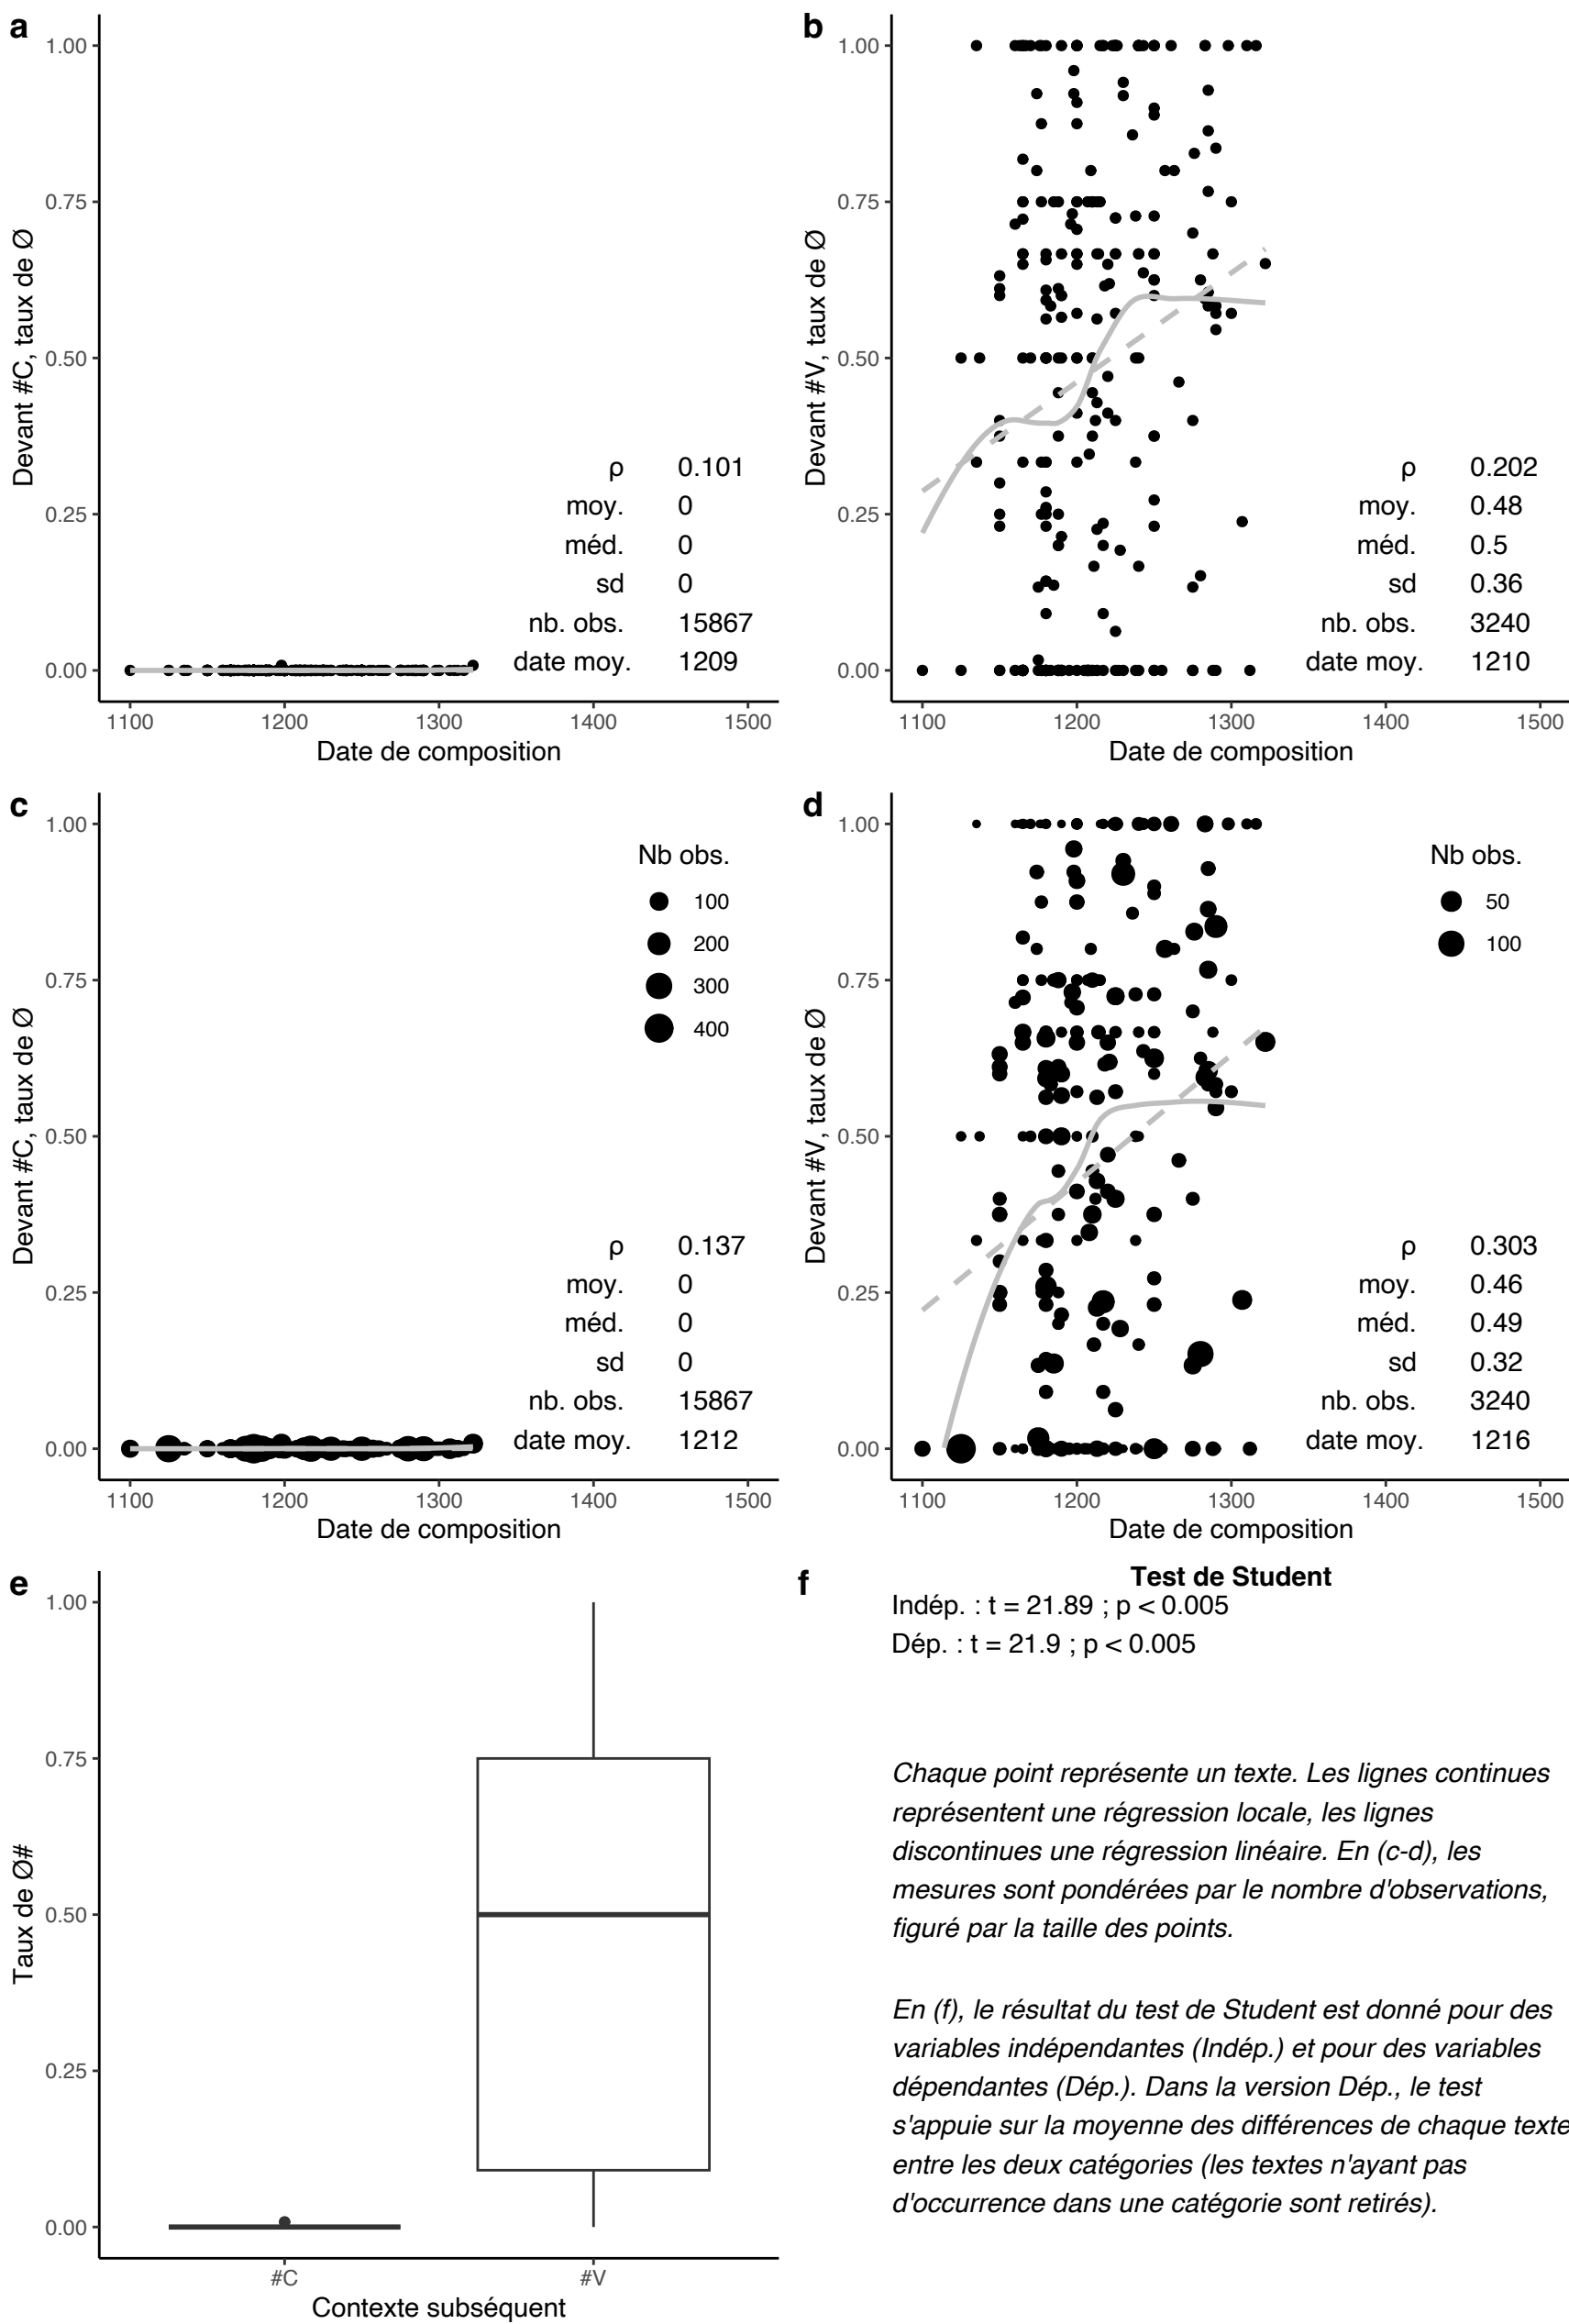 a
1.00
0.75
0.50
0.25
0.00
Devant #C, taux de Ø
ρ 0.101
moy. 0
méd. 0
sd 0
nb. obs. 15867
date moy. 1209
1100 1200 1300 1400 1500
Date de composition
b
1.00
0.75
0.50
0.25
0.00
Devant #V, taux de Ø
ρ 0.202
moy. 0.48
méd. 0.5
sd 0.36
nb. obs. 3240
date moy. 1210
1100 1200 1300 1400 1500
Date de composition
c
1.00
0.75
0.50
0.25
0.00
Devant #C, taux de Ø
Nb obs.
100
200
300
400
ρ 0.137
moy. 0
méd. 0
sd 0
nb. obs. 15867
date moy. 1212
1100 1200 1300 1400 1500
Date de composition
d
1.00
0.75
0.50
0.25
0.00
Devant #V, taux de Ø
Nb obs.
50
100
ρ 0.303
moy. 0.46
méd. 0.49
sd 0.32
nb. obs. 3240
date moy. 1216
1100 1200 1300 1400 1500
Date de composition
e
1.00
0.75
0.50
0.25
0.00
Taux de Ø#
#C #V
Contexte subséquent
f
Test de Student
Indép. : t = 21.89 ; p < 0.005
Dép. : t = 21.9 ; p < 0.005
Chaque point représente un texte. Les lignes continues
représentent une régression locale, les lignes
discontinues une régression linéaire. En (c-d), les
mesures sont pondérées par le nombre d'observations,
figuré par la taille des points.
En (f), le résultat du test de Student est donné pour des
variables indépendantes (Indép.) et pour des variables
dépendantes (Dép.). Dans la version Dép., le test
s'appuie sur la moyenne des différences de chaque texte
entre les deux catégories (les textes n'ayant pas
d'occurrence dans une catégorie sont retirés).